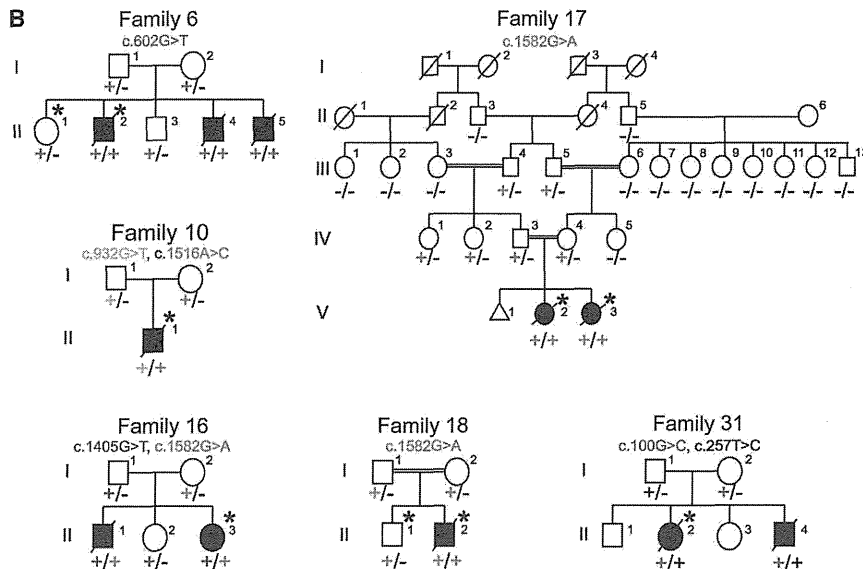 B
Family 6
c.602G>T
I
1 2
+/- +/-
II
* *
1 2 3 4 5
+/- +/+ +/- +/+ +/+
Family 17
c.1582G>A
I
1 2 3 4
II
1 2 3 4 5 6
-/- -/-
III
1 2 3 4 5 6 7 8 9 10 11 12 13
-/- -/- -/- +/- +/- -/- -/- -/- -/- -/- -/- -/- -/-
IV
1 2 3 4 5
+/- +/- +/- +/- -/-
V
* *
1 2 3
+/+ +/+
Family 10
c.932G>T, c.1516A>C
I
1 2
+/- +/-
II
*
1
+/+
Family 16
c.1405G>T, c.1582G>A
I
1 2
+/- +/-
II
*
1 2 3
+/+ +/- +/+
Family 18
c.1582G>A
I
1 2
+/- +/-
II
* *
1 2
+/- +/+
Family 31
c.100G>C, c.257T>C
I
1 2
+/- +/-
II
*
1 2 3 4
+/+ +/+